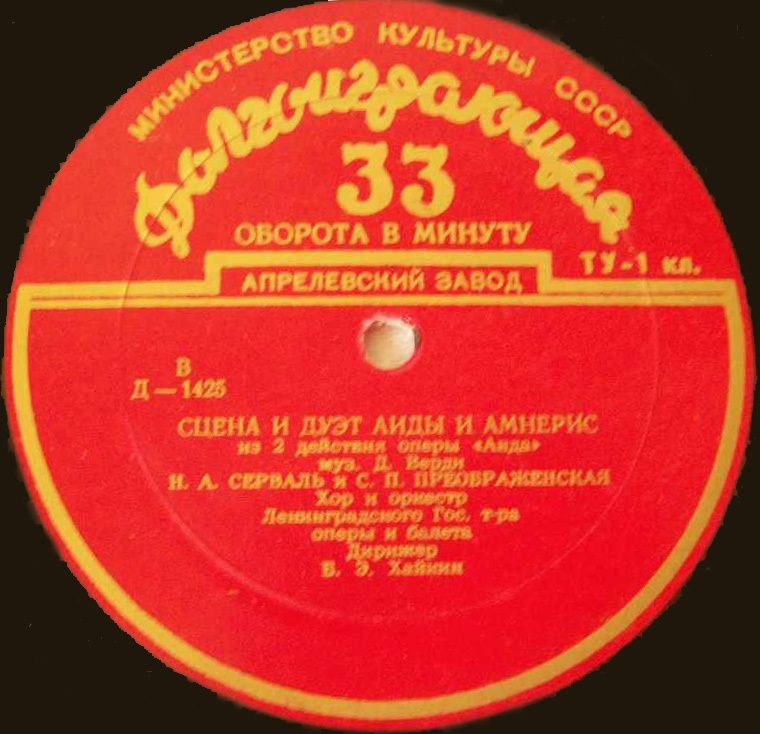 МИНИСТЕРСТВО КУЛЬТУРЫ СССР
Долгоиграющая
33
ОБОРОТА В МИНУТУ
ТУ-1 кл.
АПРЕЛЕВСКИЙ ЗАВОД
В
Д — 1425
СЦЕНА И ДУЭТ АИДЫ И АМНЕРИС
из 2 действия оперы «Аида»
муз. Д. Верди
Н. А. СЕРВАЛЬ и С. П. ПРЕОБРАЖЕНСКАЯ
Хор и оркестр
Ленинградского Гос. т-ра
оперы и балета
Дирижер
Б. Э. Хайкин